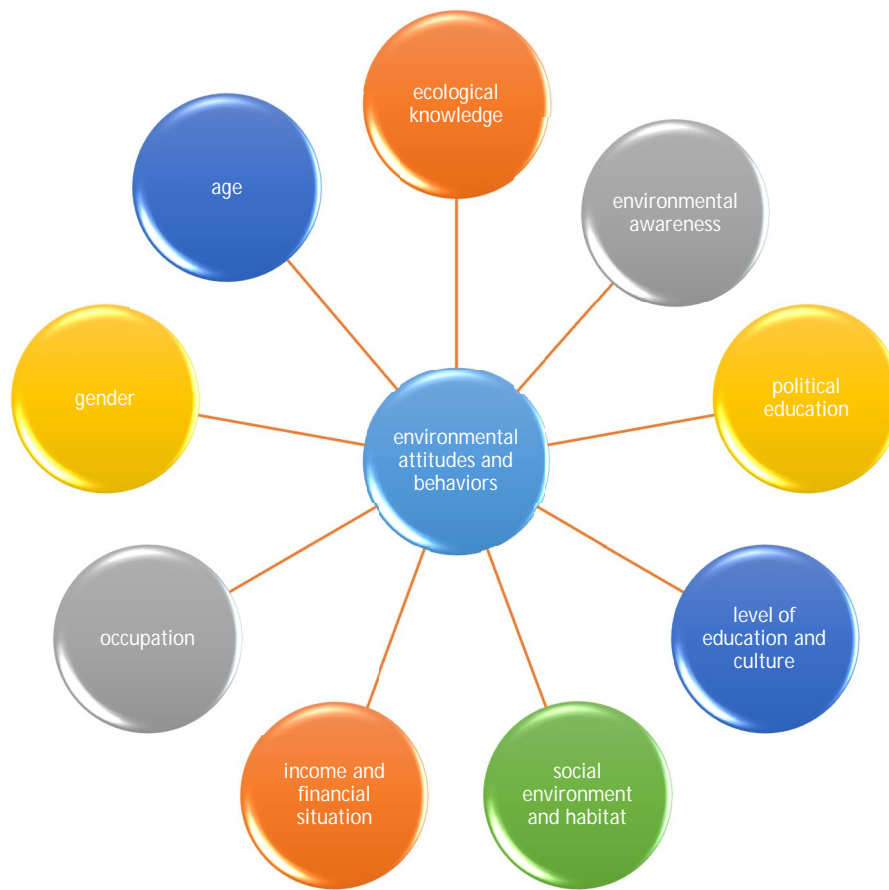 ecological
knowledge
environmental
awareness
political
education
level of
education and
culture
social
environment
and habitat
income and
financial
situation
occupation
gender
age
environmental
attitudes and
behaviors